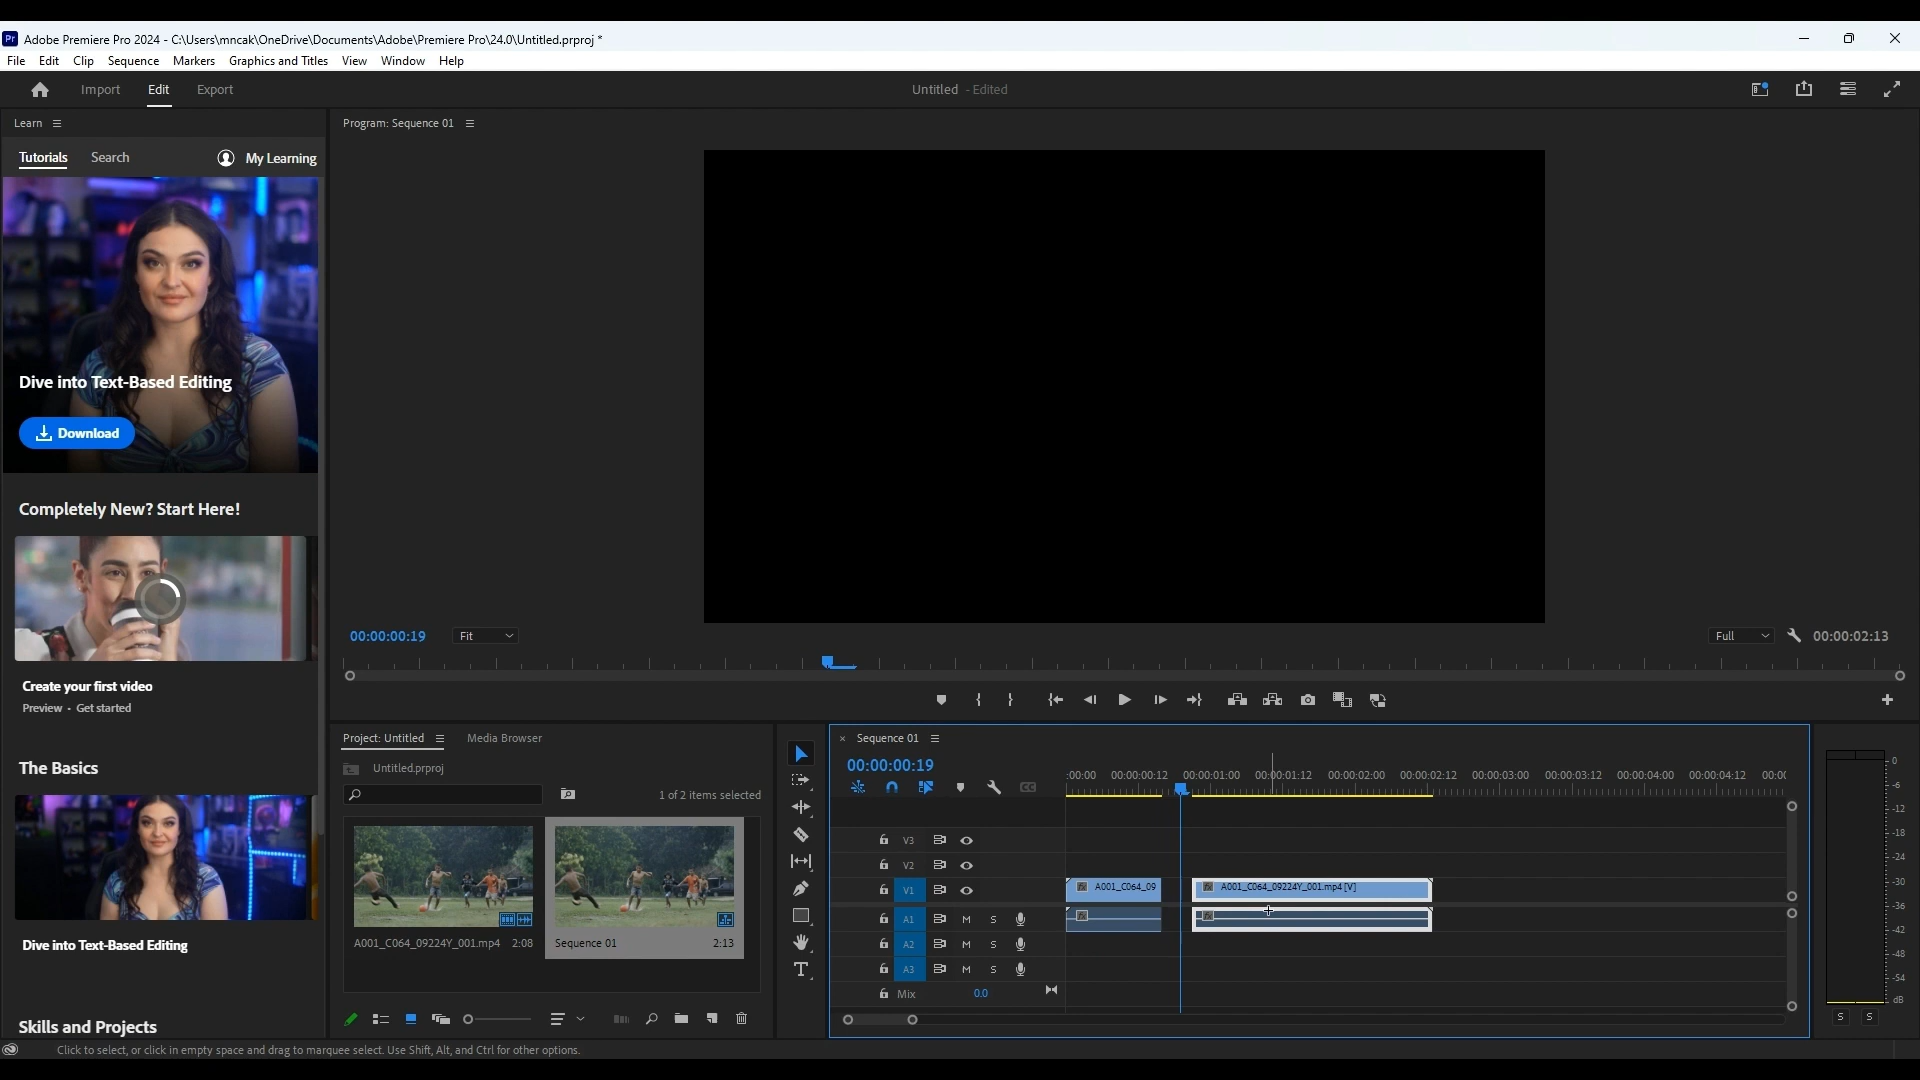 Pr Adobe Premiere Pro 2024 - C:\Users\mncak\OneDrive\Documents\Adobe\Premiere Pro\24.0\Untitled.prproj *
File Edit Clip Sequence Markers Graphics and Titles View Window Help
Import Edit Export Untitled - Edited
Learn
Tutorials Search My Learning
Dive into Text-Based Editing
Download
Completely New? Start Here!
Create your first video
Preview • Get started
The Basics
Dive into Text-Based Editing
Skills and Projects
Program: Sequence 01
00:00:00:19 Fit Full 00:00:02:13
Project: Untitled Media Browser
Untitled.prproj
1 of 2 items selected
A001_C064_09224Y_001.mp4 2:08
Sequence 01 2:13
× Sequence 01
00:00:00:19
:00:00 00:00:00:12 00:00:01:00 00:00:01:12 00:00:02:00 00:00:02:12 00:00:03:00 00:00:03:12 00:00:04:00 00:00:04:12 00:00
V3
V2
V1 A001_C064_09 A001_C064_09224Y_001.mp4 [V]
A1 M S
A2 M S
A3 M S
Mix 0.0
0
-6
-12
-18
-24
-30
-36
-42
-48
-54
dB
S S
Click to select, or click in empty space and drag to marquee select. Use Shift, Alt, and Ctrl for other options.